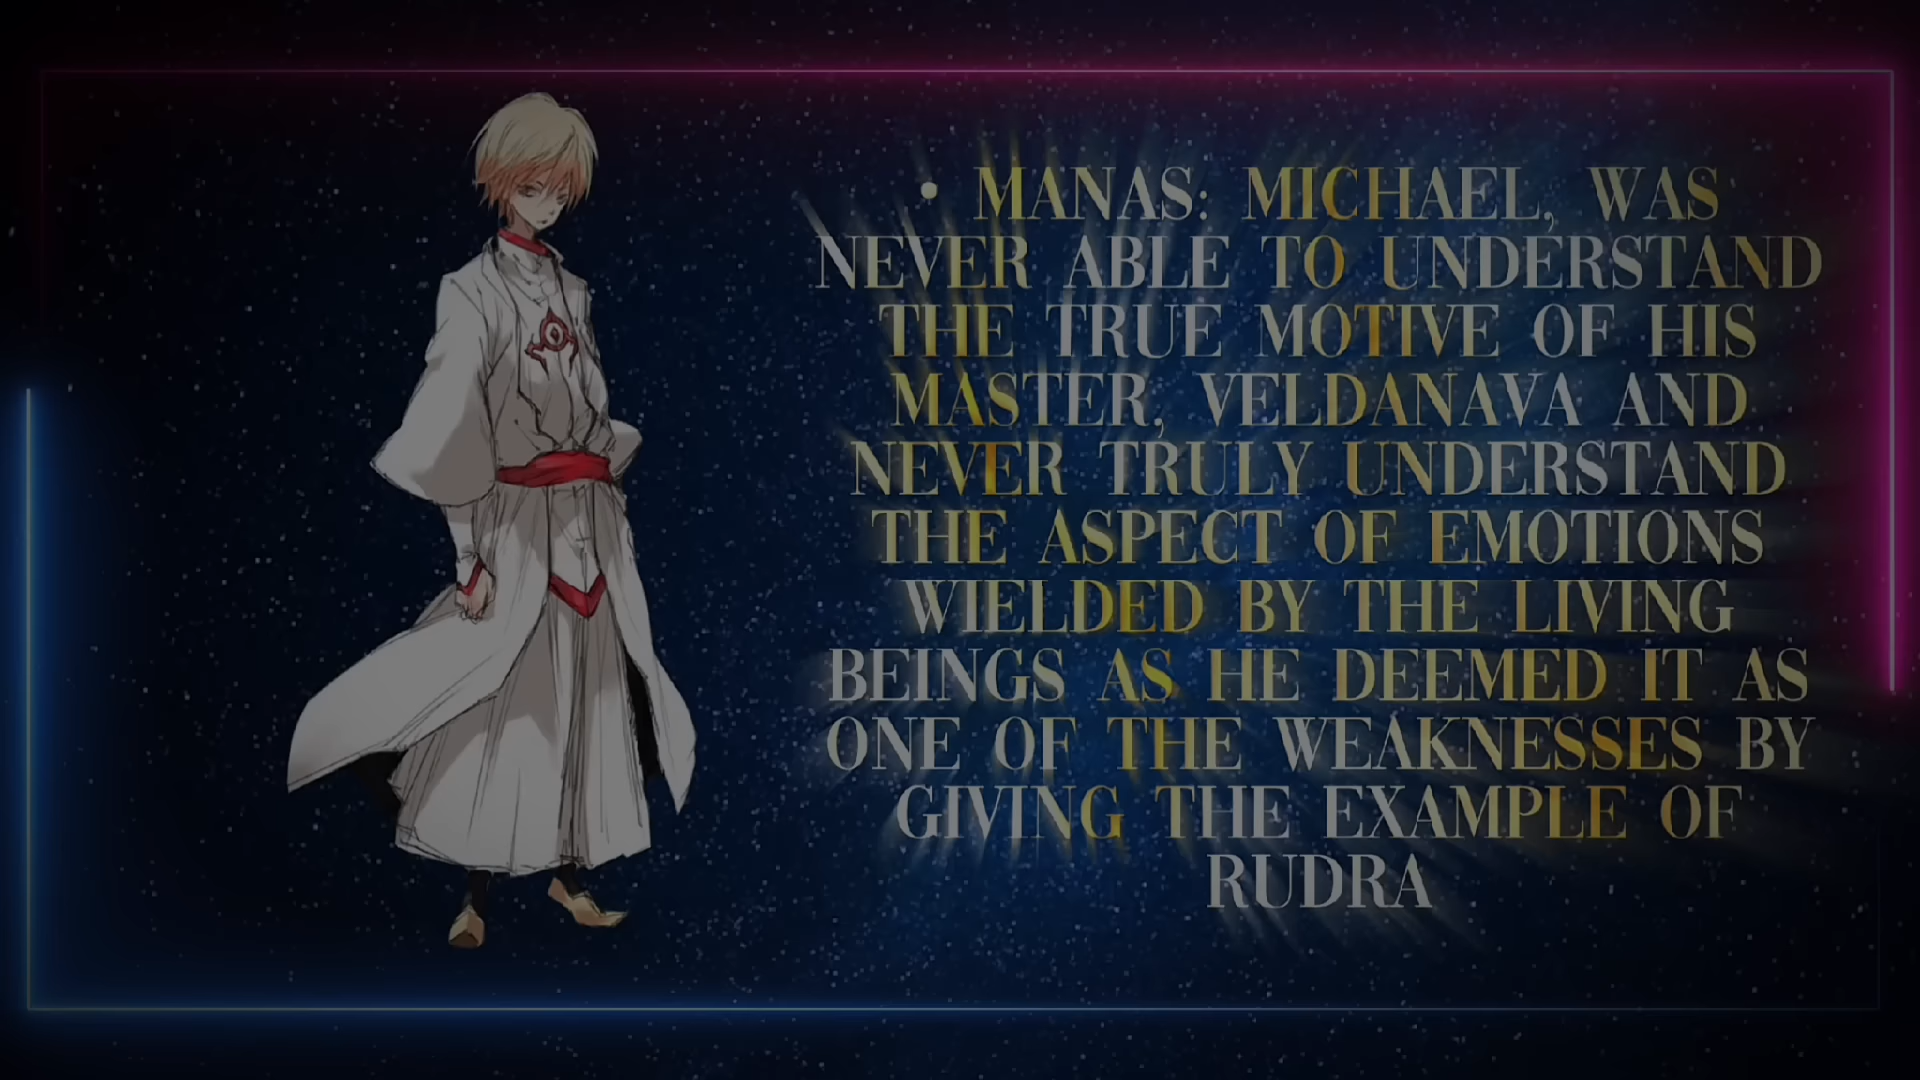 • MANAS: MICHAEL, WAS
NEVER ABLE TO UNDERSTAND
THE TRUE MOTIVE OF HIS
MASTER, VELDANAVA AND
NEVER TRULY UNDERSTAND
THE ASPECT OF EMOTIONS
WIELDED BY THE LIVING
BEINGS AS HE DEEMED IT AS
ONE OF THE WEAKNESSES BY
GIVING THE EXAMPLE OF
RUDRA